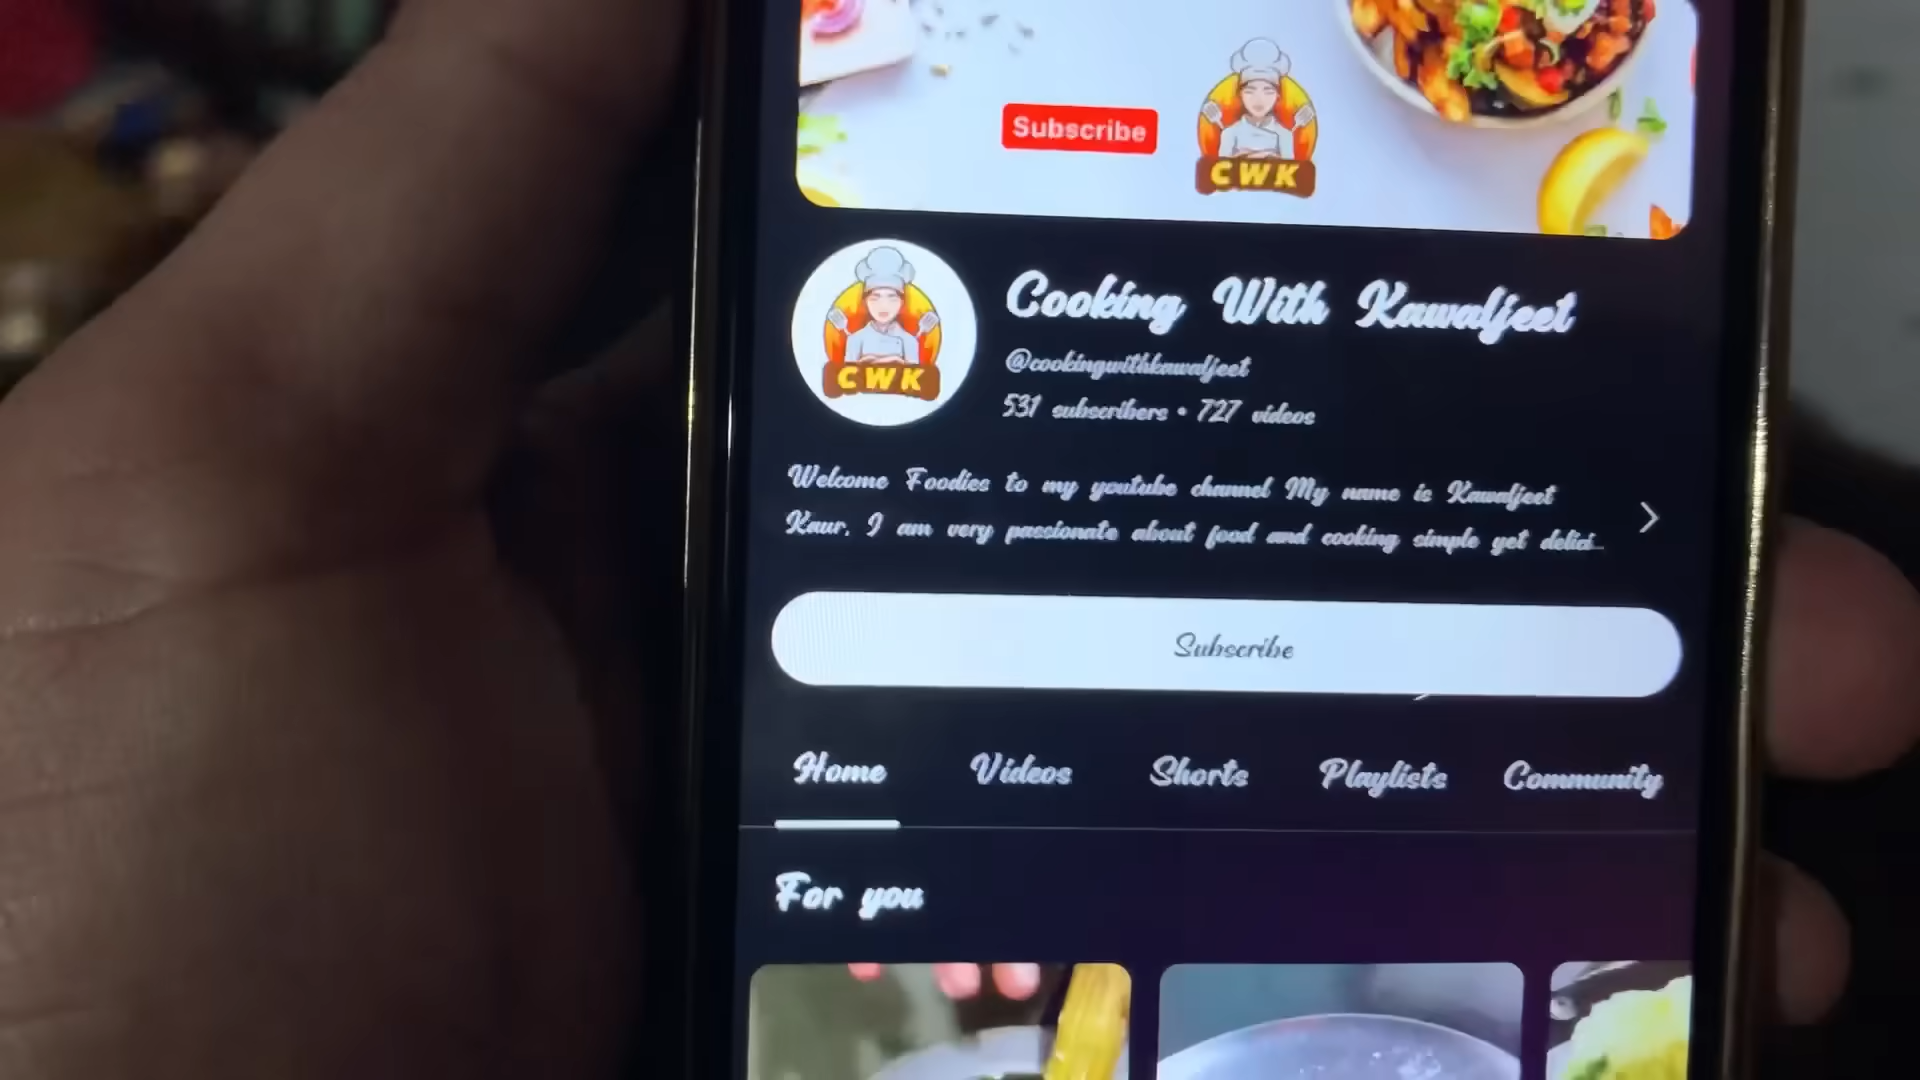 Subscribe
CWK
Cooking With Kawaljeet
CWK
@cookingwithkawaljeet
531 subscribers • 727 videos
Welcome Foodies to my youtube channel My name is Kawaljeet
Kaur. I am very passionate about food and cooking simple yet delici...
Subscribe
Home Videos Shorts Playlists Community
For you